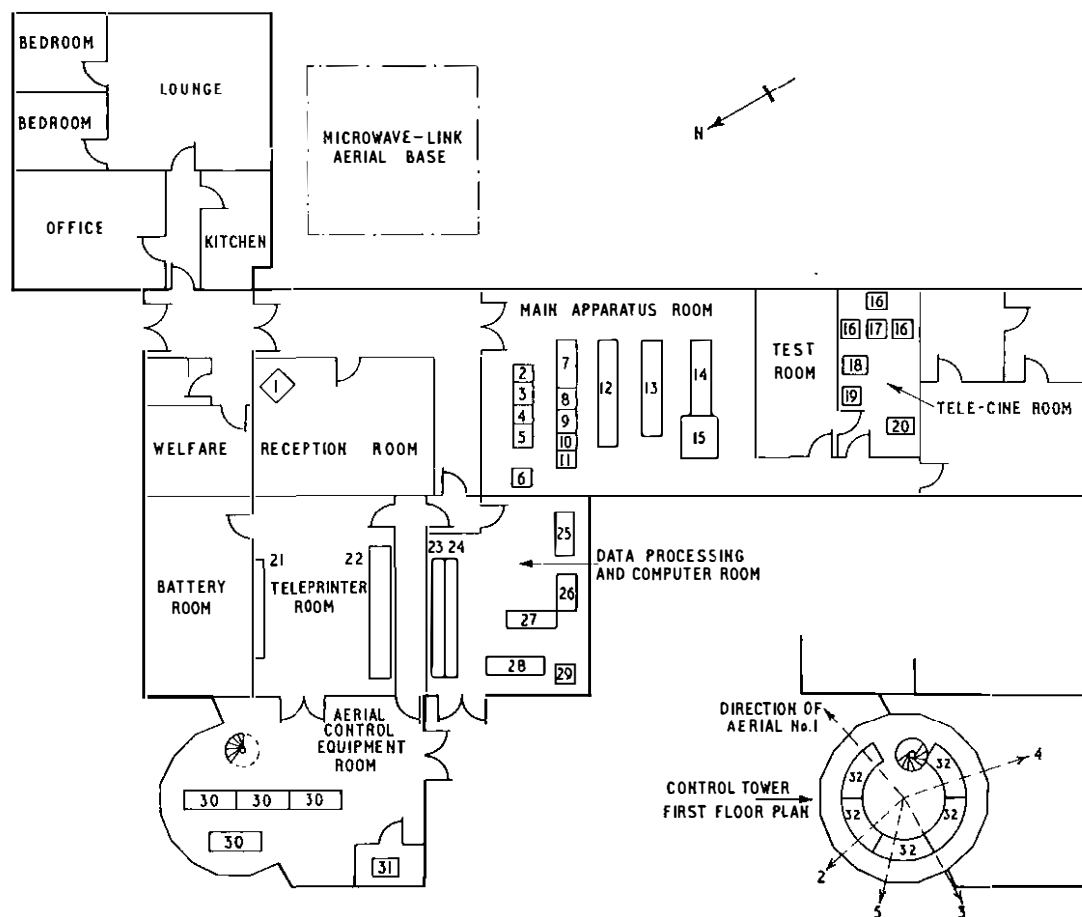 BEDROOM
LOUNGE
BEDROOM
OFFICE
KITCHEN
MICROWAVE-LINK
AERIAL BASE
N
MAIN APPARATUS ROOM
TEST
ROOM
16
16 17 16
18
19
20
TELE-CINE ROOM
2
3
4
5
6
7
8
9
10
11
12
13
14
15
1
WELFARE
RECEPTION ROOM
BATTERY
ROOM
21
TELEPRINTER
ROOM
22
23 24
25
26
27
28
29
DATA PROCESSING
AND COMPUTER ROOM
AERIAL
CONTROL
EQUIPMENT
ROOM
30 30 30
30
31
DIRECTION OF
AERIAL No.1
CONTROL TOWER
FIRST FLOOR PLAN
32
32
32
32
32
4
2
5
3